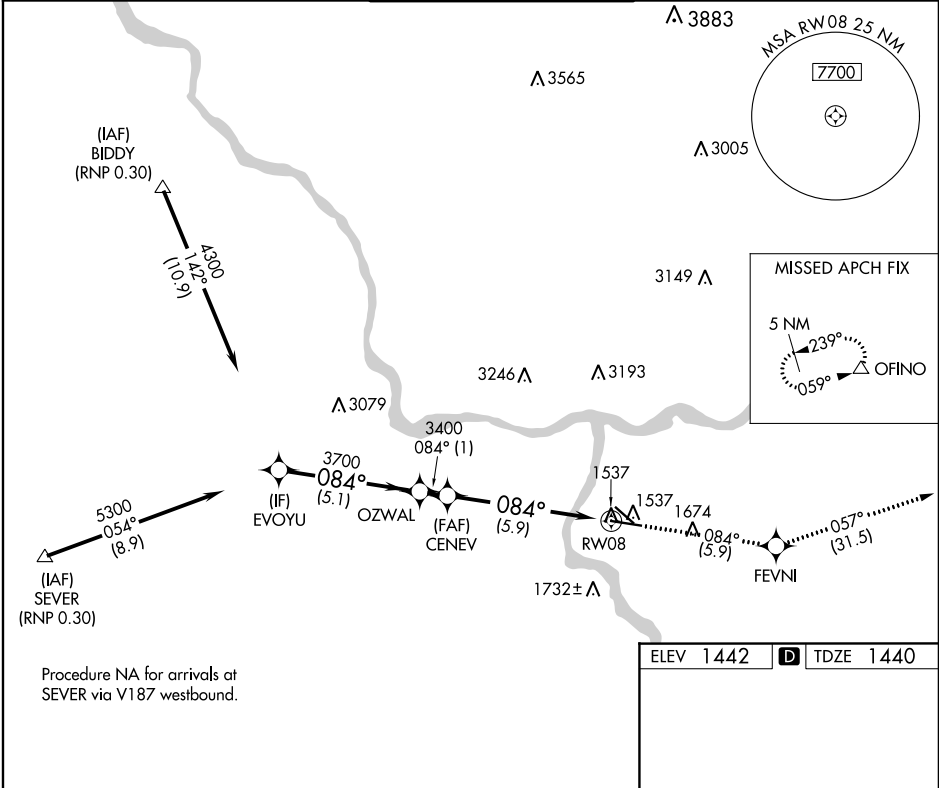 3883
MSA RW08 25 NM
7700
3565
3005
(IAF)
BIDDY
(RNP 0.30)
4300
142°
(10.9)
3149
MISSED APCH FIX
5 NM
239°
059°
OFINO
3246
3193
3079
3400
084° (1)
3700
084°
(5.1)
(IF)
EVOYU
OZWAL
(FAF)
CENEV
084°
(5.9)
1537
1537
1674
RW08
084°
(5.9)
FEVNI
057°
(31.5)
5300
054°
(8.9)
(IAF)
SEVER
(RNP 0.30)
1732±
Procedure NA for arrivals at
SEVER via V187 westbound.
ELEV 1442 D TDZE 1440